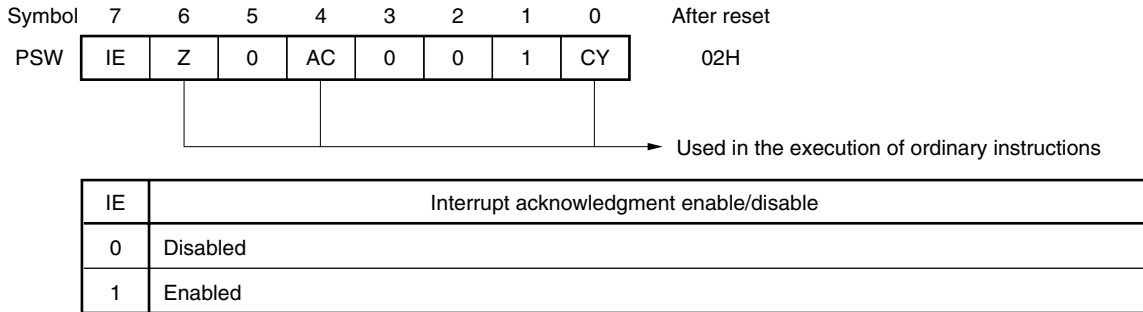 Symbol 7 6 5 4 3 2 1 0 After reset
PSW IE Z 0 AC 0 0 1 CY 02H
Used in the execution of ordinary instructions
IE Interrupt acknowledgment enable/disable
0 Disabled
1 Enabled